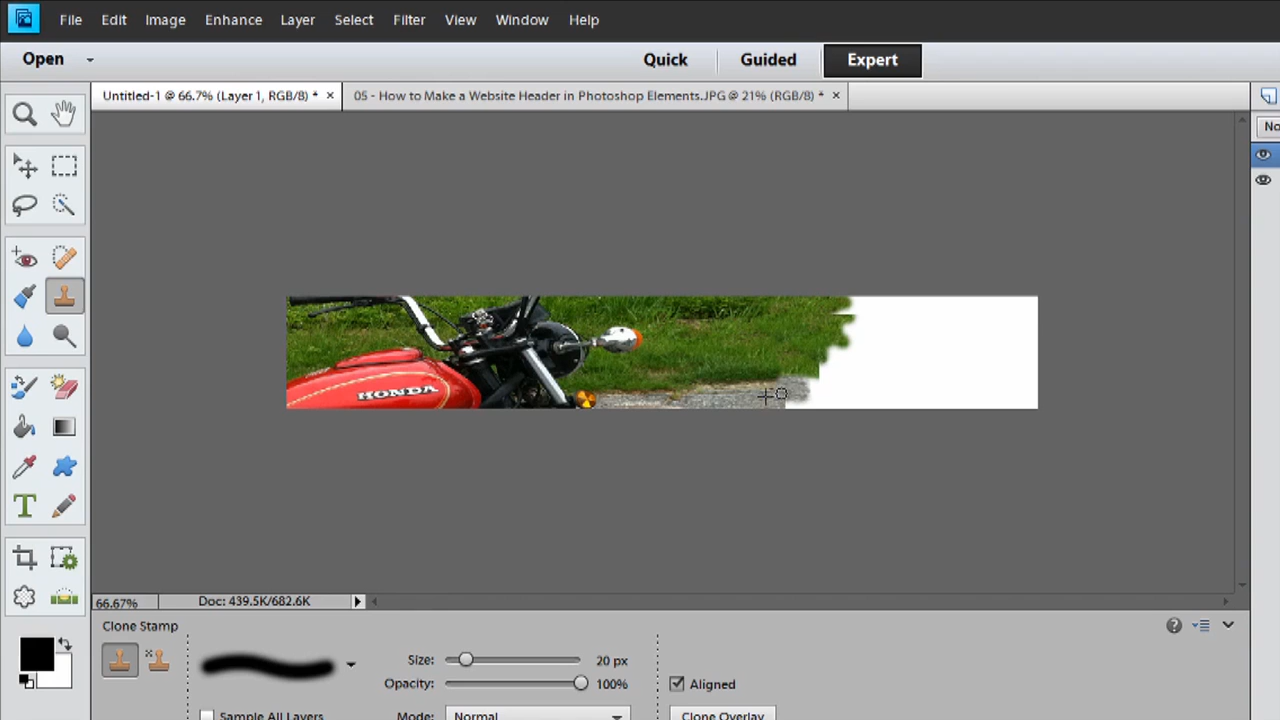 File Edit Image Enhance Layer Select Filter View Window Help
Open Quick Guided Expert
Untitled-1 @ 66.7% (Layer 1, RGB/8) * × 05 - How to Make a Website Header in Photoshop Elements.JPG @ 21% (RGB/8) * ×
No
HONDA
66.67% Doc: 439.5K/682.6K
Clone Stamp
Size: 20 px
Opacity: 100% Aligned
Sample All Layers Mode: Normal Clone Overlay